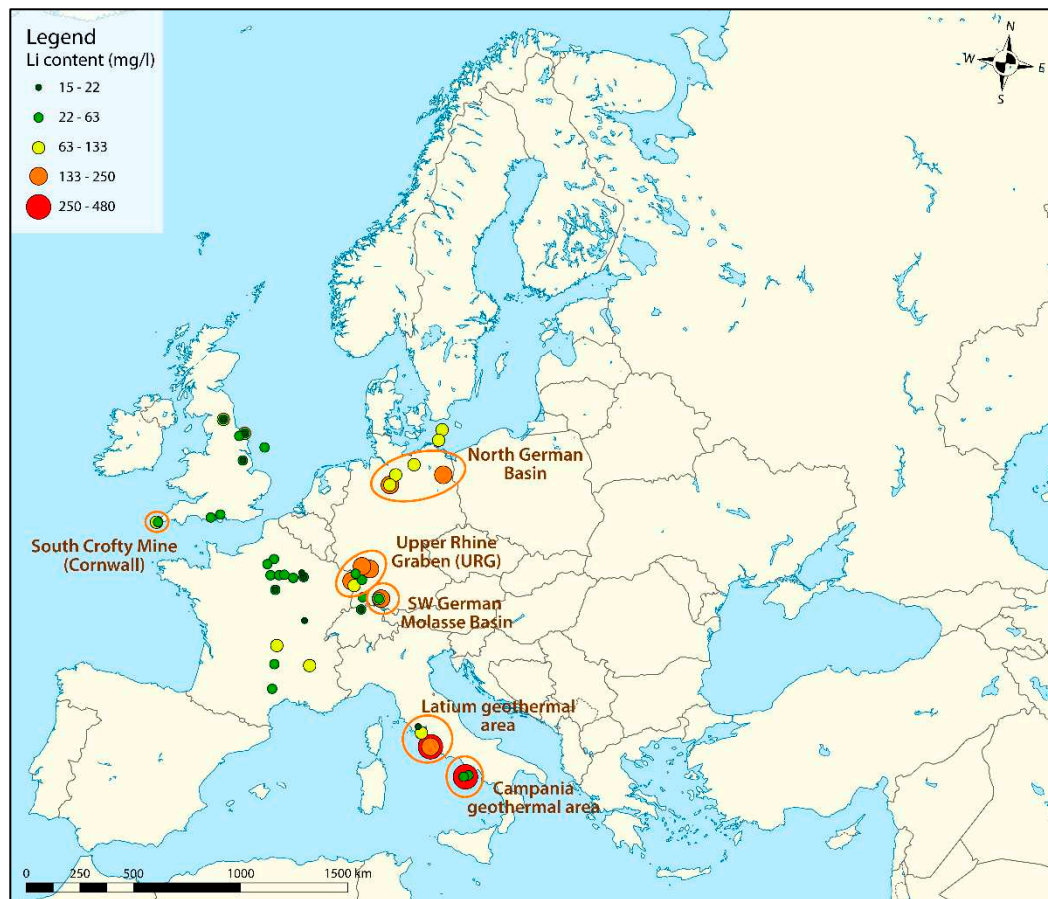 Legend
Li content (mg/l)
15 - 22
22 - 63
63 - 133
133 - 250
250 - 480
N
W
E
S
North German
Basin
South Crofty Mine
(Cornwall)
Upper Rhine
Graben (URG)
SW German
Molasse Basin
Latium geothermal
area
Campania
geothermal area
0 250 500 1000 1500 km